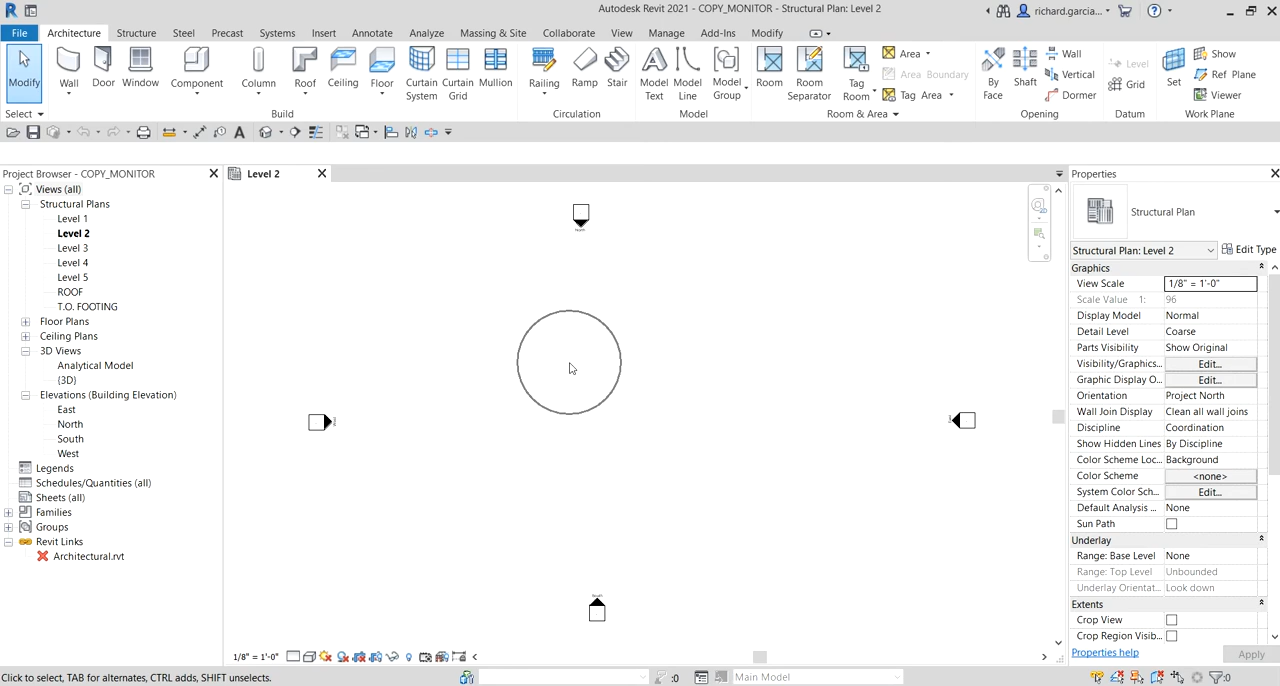 Autodesk Revit 2021 - COPY_MONITOR - Structural Plan: Level 2
richard.garcia...
File Architecture Structure Steel Precast Systems Insert Annotate Analyze Massing & Site Collaborate View Manage Add-Ins Modify
Modify
Wall
Door
Window
Component
Column
Roof
Ceiling
Floor
Curtain System
Curtain Grid
Mullion
Railing
Ramp
Stair
Model Text
Model Line
Model Group
Room
Room Separator
Tag Room
Area
Area Boundary
Tag Area
By Face
Shaft
Wall
Vertical
Dormer
Level
Grid
Set
Show
Ref Plane
Viewer
Select
Build
Circulation
Model
Room & Area
Opening
Datum
Work Plane
Project Browser - COPY_MONITOR
Views (all)
Structural Plans
Level 1
Level 2
Level 3
Level 4
Level 5
ROOF
T.O. FOOTING
Floor Plans
Ceiling Plans
3D Views
Analytical Model
{3D}
Elevations (Building Elevation)
East
North
South
West
Legends
Schedules/Quantities (all)
Sheets (all)
Families
Groups
Revit Links
Architectural.rvt
Level 2
2D
1/8" = 1'-0"
Properties
Structural Plan
Structural Plan: Level 2
Edit Type
Graphics
View Scale 1/8" = 1'-0"
Scale Value 1: 96
Display Model Normal
Detail Level Coarse
Parts Visibility Show Original
Visibility/Graphics... Edit...
Graphic Display O... Edit...
Orientation Project North
Wall Join Display Clean all wall joins
Discipline Coordination
Show Hidden Lines By Discipline
Color Scheme Loc... Background
Color Scheme <none>
System Color Sch... Edit...
Default Analysis ... None
Sun Path
Underlay
Range: Base Level None
Range: Top Level Unbounded
Underlay Orientat... Look down
Extents
Crop View
Crop Region Visib...
Properties help
Apply
Click to select, TAB for alternates, CTRL adds, SHIFT unselects.
:0
Main Model
:0